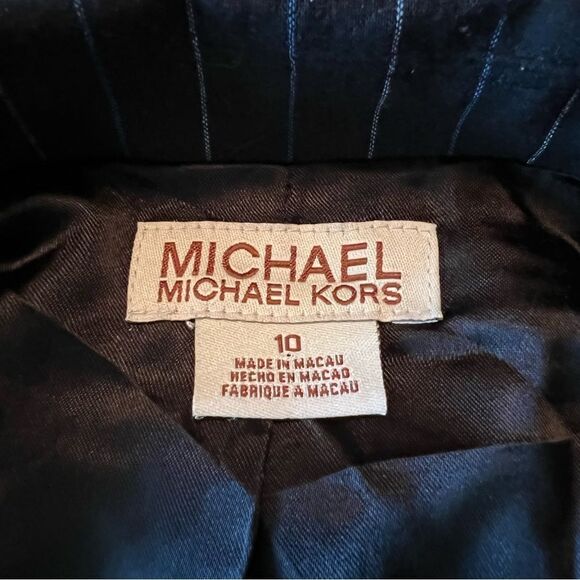 MICHAEL
MICHAEL KORS
10
MADE IN MACAU
HECHO EN MACAO
FABRIQUE A MACAU